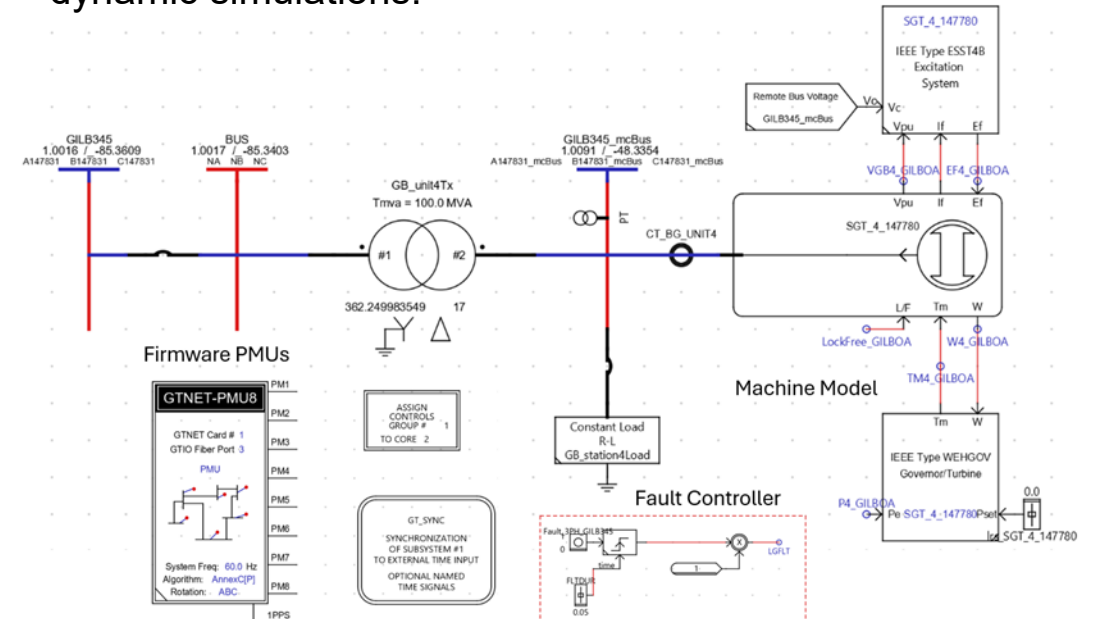 dynamic simulations.
SGT_4_147780
IEEE Type ESST4B
Excitation
System
Remote Bus Voltage
GILB345_mcBus
Vc
Vpu If Ef
GILB345
1.0016 /_-85.3609
A147831 B147831 C147831
BUS
1.0017 /_-85.3403
NA NB NC
GILB345_mcBus
1.0091 /_-48.3354
A147831_mcBus B147831_mcBus C147831_mcBus
VGB4_GILBOA EF4_GILBOA
GB_unit4Tx
Tmva = 100.0 MVA
Vpu If Ef
PT
CT_BG_UNIT4
SGT_4_147780
#1 #2
362.249983549 17
L/F Tm W
LockFree_GILBOA W4_GILBOA
TM4_GILBOA
Firmware PMUs
Machine Model
GTNET-PMU8
GTNET Card # 1
GTIO Fiber Port 3
PMU
System Freq: 60.0 Hz
Algorithm: AnnexC[P]
Rotation: ABC
PM1
PM2
PM3
PM4
PM5
PM6
PM7
PM8
1PPS
ASSIGN
CONTROLS
GROUP # 1
TO CORE 2
GT_SYNC
SYNCHRONIZATION
OF SUBSYSTEM #1
TO EXTERNAL TIME INPUT
OPTIONAL NAMED
TIME SIGNALS
Constant Load
R-L
GB_station4Load
Tm W
IEEE Type WEHGOV
Governor/Turbine
P4_GILBOA
Pe SGT_4_147780 Pset
0.0
SGT_4_147780
Fault Controller
Fault_3PH_GILB345
0
time
FLTDUR
0.05
1
X
LGFLT